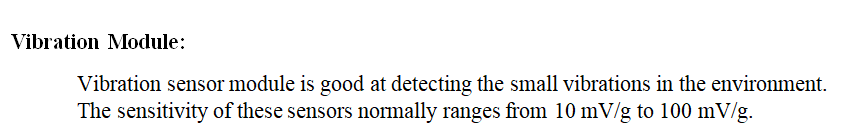 Vibration Module:
Vibration sensor module is good at detecting the small vibrations in the environment.
The sensitivity of these sensors normally ranges from 10 mV/g to 100 mV/g.